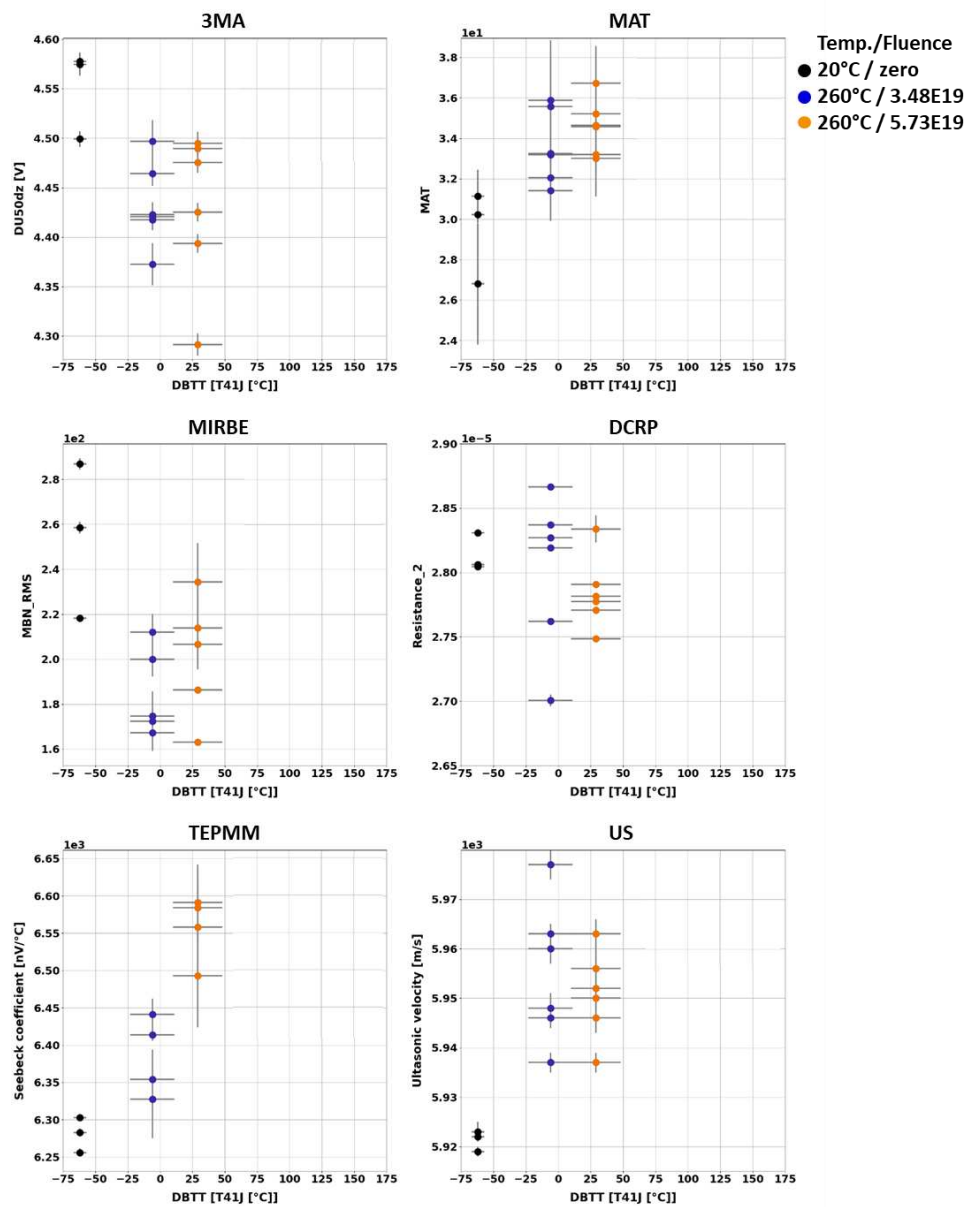 3MA
4.60
4.55
4.50
4.45
4.40
4.35
4.30
DU50dz [V]
−75 −50 −25 0 25 50 75 100 125 150 175
DBTT [T41J [°C]]
MAT
1e1
3.8
3.6
3.4
3.2
3.0
2.8
2.6
2.4
MAT
−75 −50 −25 0 25 50 75 100 125 150 175
DBTT [T41J [°C]]
Temp./Fluence
20°C / zero
260°C / 3.48E19
260°C / 5.73E19
MIRBE
1e2
2.8
2.6
2.4
2.2
2.0
1.8
1.6
MBN_RMS
−75 −50 −25 0 25 50 75 100 125 150 175
DBTT [T41J [°C]]
DCRP
1e−5
2.90
2.85
2.80
2.75
2.70
2.65
Resistance_2
−75 −50 −25 0 25 50 75 100 125 150 175
DBTT [T41J [°C]]
TEPMM
1e3
6.65
6.60
6.55
6.50
6.45
6.40
6.35
6.30
6.25
Seebeck coefficient [nV/°C]
−75 −50 −25 0 25 50 75 100 125 150 175
DBTT [T41J [°C]]
US
1e3
5.97
5.96
5.95
5.94
5.93
5.92
Ultasonic velocity [m/s]
−75 −50 −25 0 25 50 75 100 125 150 175
DBTT [T41J [°C]]